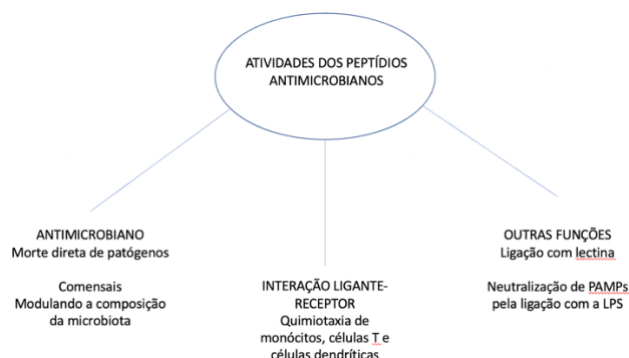 ATIVIDADES DOS PEPTÍDIOS
ANTIMICROBIANOS
ANTIMICROBIANO
Morte direta de patógenos
Comensais
Modulando a composição
da microbiota
INTERAÇÃO LIGANTE-
RECEPTOR
Quimiotaxia de
monócitos, células T e
células dendríticas
OUTRAS FUNÇÕES
Ligação com lectina
Neutralização de PAMPs
pela ligação com a LPS